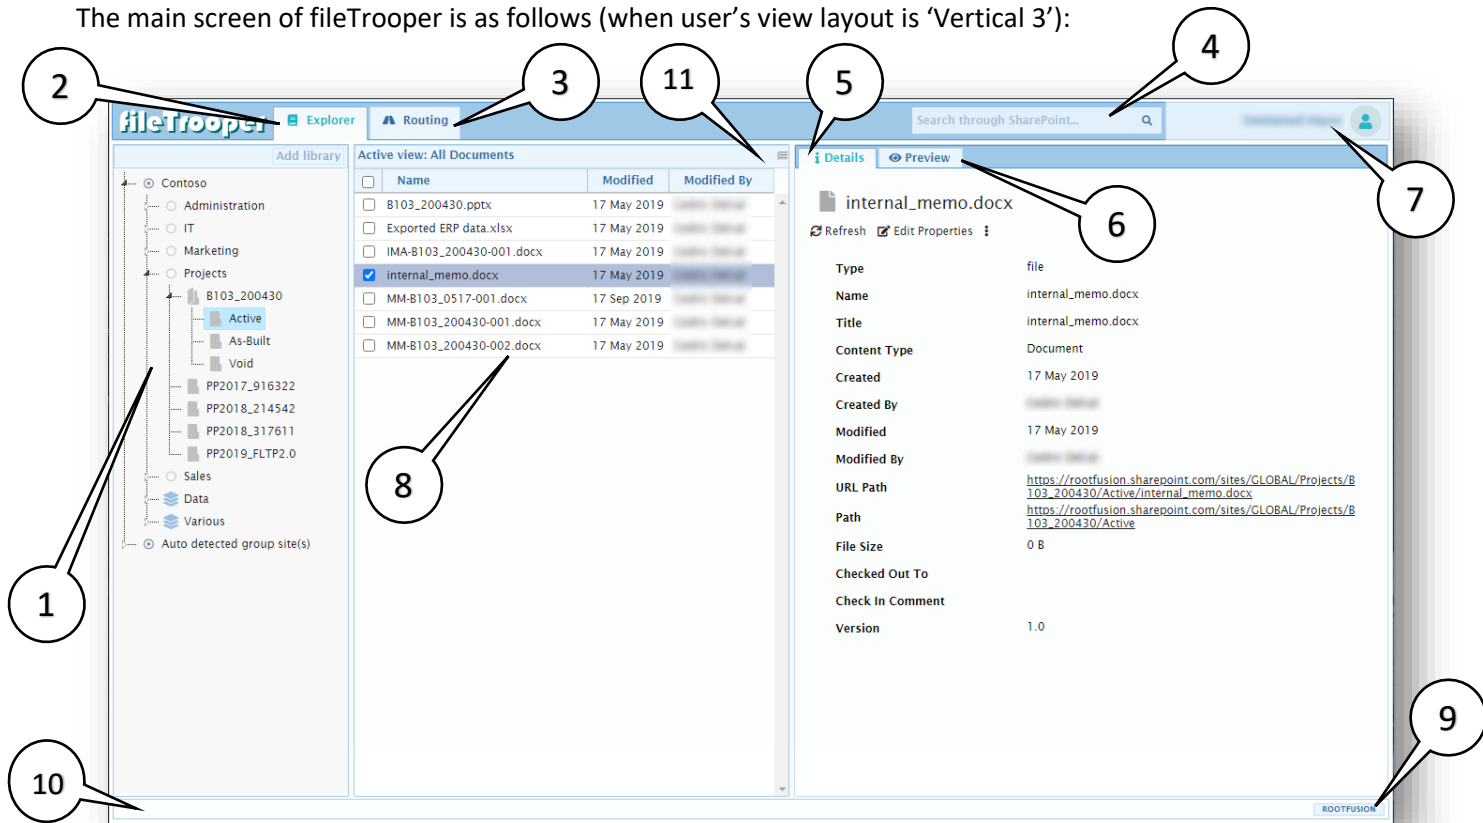 The main screen of fileTrooper is as follows (when user’s view layout is ‘Vertical 3’):
2
3
11
5
4
fileTrooper
Explorer
Routing
Search through SharePoint...
Add library
Active view: All Documents
Details
Preview
7
6
Contoso
Administration
IT
Marketing
Projects
B103_200430
Active
As-Built
Void
PP2017_916322
PP2018_214542
PP2018_317611
PP2019_FLTP2.0
Sales
Data
Various
Auto detected group site(s)
1
Name Modified Modified By
B103_200430.pptx 17 May 2019
Exported ERP data.xlsx 17 May 2019
IMA-B103_200430-001.docx 17 May 2019
internal_memo.docx 17 May 2019
MM-B103_0517-001.docx 17 Sep 2019
MM-B103_200430-001.docx 17 May 2019
MM-B103_200430-002.docx 17 May 2019
8
internal_memo.docx
Refresh Edit Properties
Type file
Name internal_memo.docx
Title internal_memo.docx
Content Type Document
Created 17 May 2019
Created By
Modified 17 May 2019
Modified By
URL Path https://rootfusion.sharepoint.com/sites/GLOBAL/Projects/B
103_200430/Active/internal_memo.docx
Path https://rootfusion.sharepoint.com/sites/GLOBAL/Projects/B
103_200430/Active
File Size 0 B
Checked Out To
Check In Comment
Version 1.0
9
10
ROOTFUSION